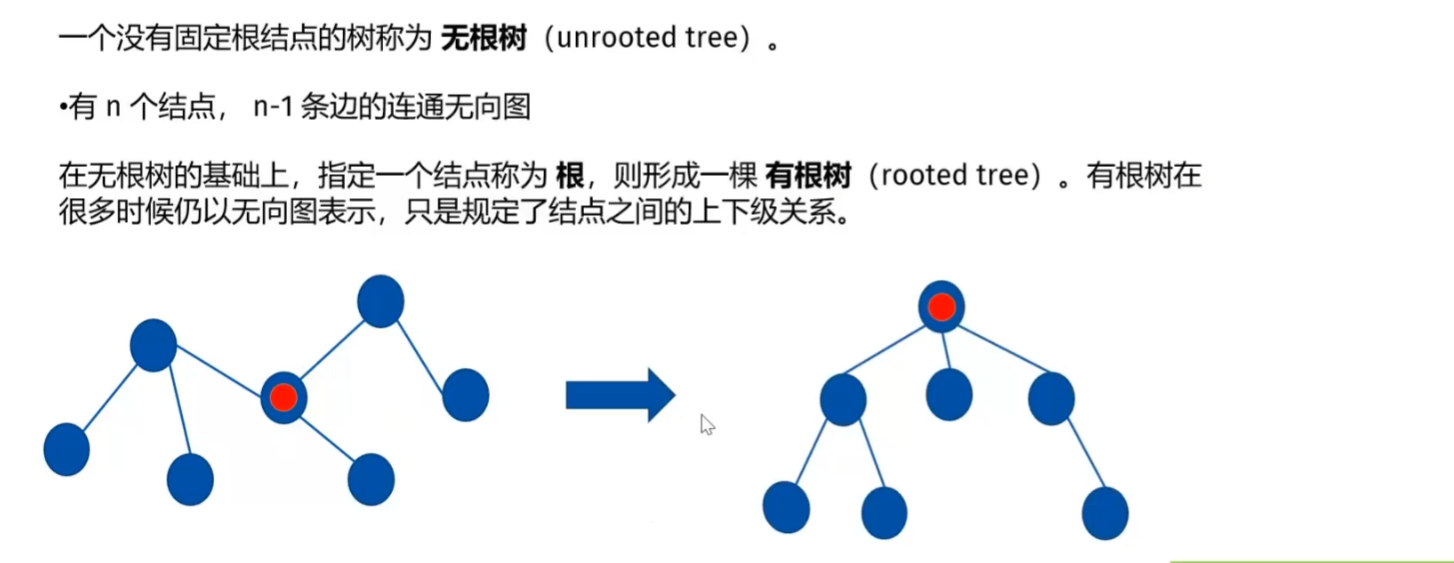 一个没有固定根结点的树称为 无根树（unrooted tree）。
•有 n 个结点， n-1 条边的连通无向图
在无根树的基础上，指定一个结点称为 根，则形成一棵 有根树（rooted tree）。有根树在
很多时候仍以无向图表示，只是规定了结点之间的上下级关系。